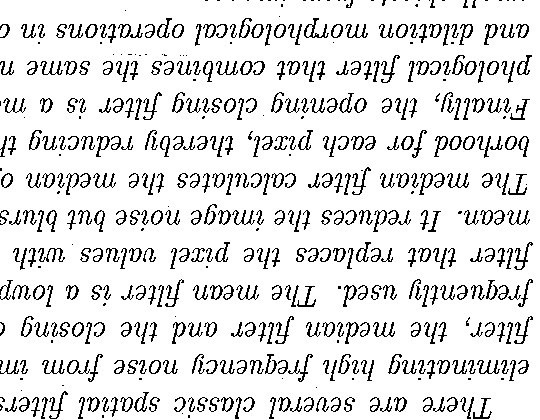 There are several classic spatial filters
eliminating high frequency noise from im
filter, the median filter and the closing o
frequently used. The mean filter is a lowp
filter that replaces the pixel values with
mean. It reduces the image noise but blurs
The median filter calculates the median o
borhood for each pixel, thereby reducing th
Finally, the opening closing filter is a m
phological filter that combines the same n
and dilation morphological operations in o